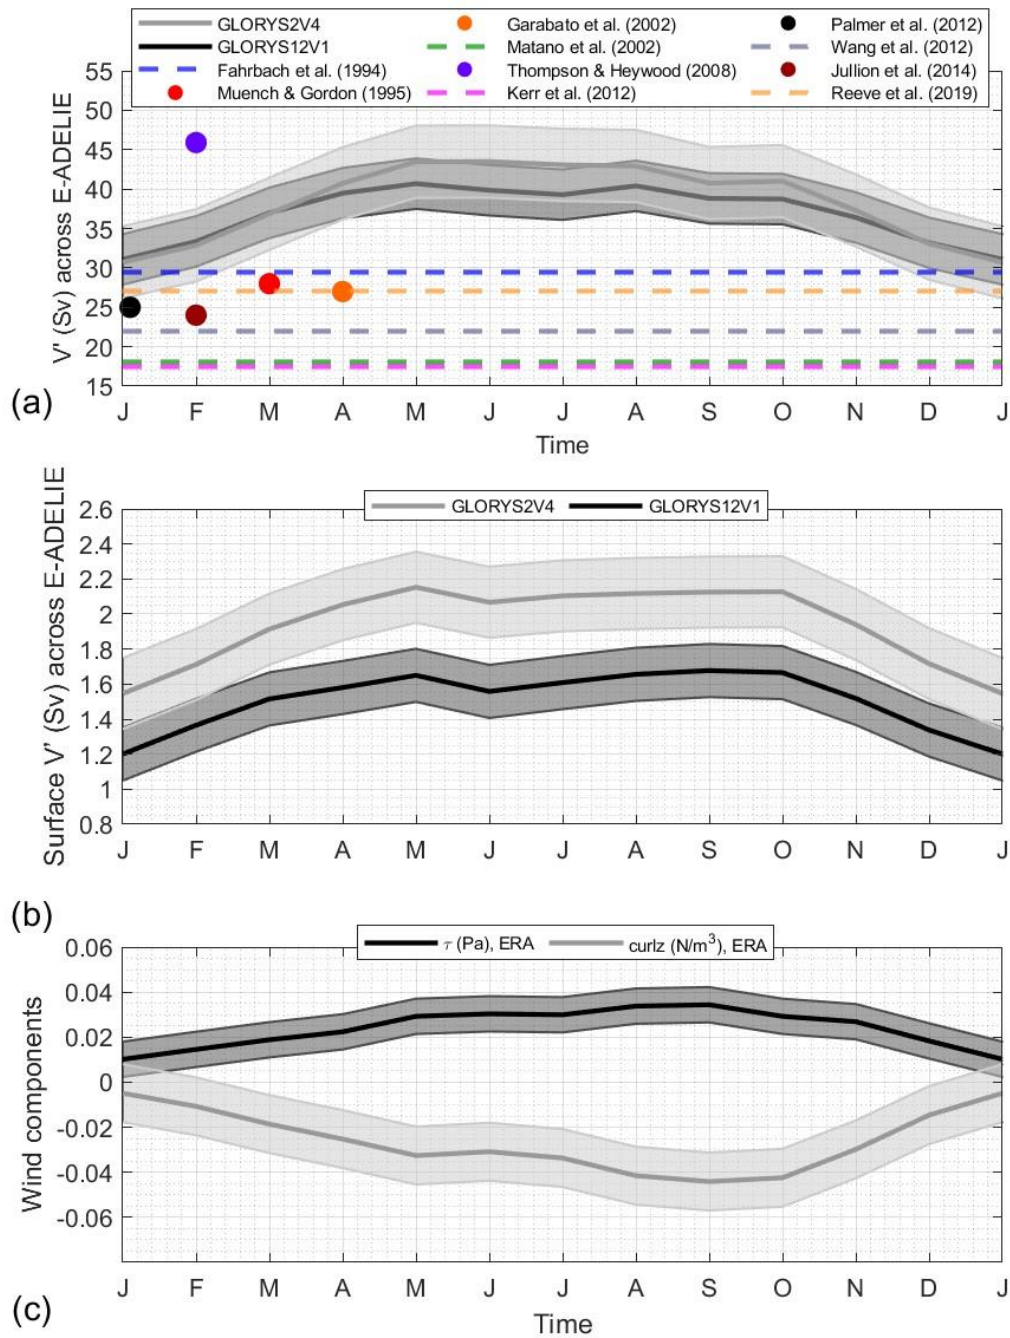 GLORYS2V4
GLORYS12V1
Fahrbach et al. (1994)
Muench & Gordon (1995)
Garabato et al. (2002)
Matano et al. (2002)
Thompson & Heywood (2008)
Kerr et al. (2012)
Palmer et al. (2012)
Wang et al. (2012)
Jullion et al. (2014)
Reeve et al. (2019)
V' (Sv) across E-ADELIE
55
50
45
40
35
30
25
20
15
J F M A M J J A S O N D J
Time
(a)
GLORYS2V4 GLORYS12V1
Surface V' (Sv) across E-ADELIE
2.6
2.4
2.2
2
1.8
1.6
1.4
1.2
1
0.8
J F M A M J J A S O N D J
(b)
τ (Pa), ERA curlz (N/m³), ERA
Wind components
0.06
0.04
0.02
0
-0.02
-0.04
-0.06
J F M A M J J A S O N D J
Time
(c)